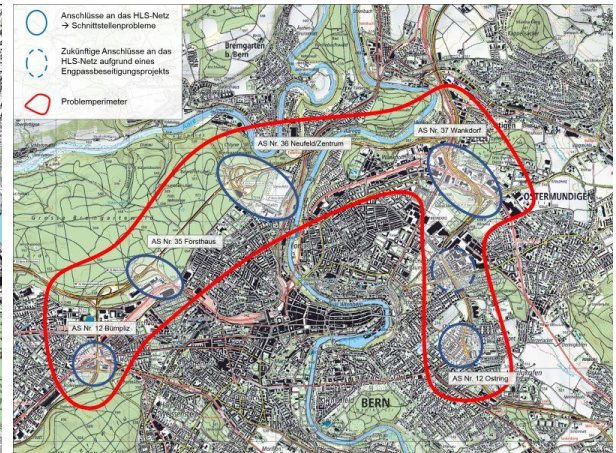 Anschlüsse an das HLS-Netz
→ Schnittstellenprobleme
Zukünftige Anschlüsse an das
HLS-Netz aufgrund eines
Engpassbeseitigungsprojekts
Problemperimeter
Bremgarten
b. Bern
AS Nr. 37 Wankdorf
AS Nr. 36 Neufeld/Zentrum
OSTERMUNDIGEN
AS Nr. 35 Forsthaus
AS Nr. 12 Bümpliz
AS Nr. 12 Ostring
BERN